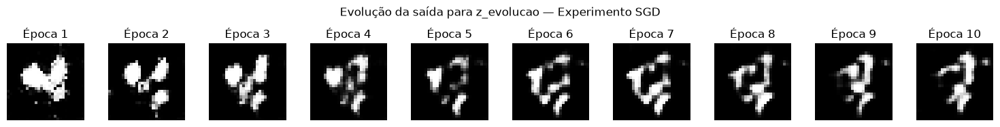 Evolução da saída para z_evolucao — Experimento SGD
Época 1 Época 2 Época 3 Época 4 Época 5 Época 6 Época 7 Época 8 Época 9 Época 10